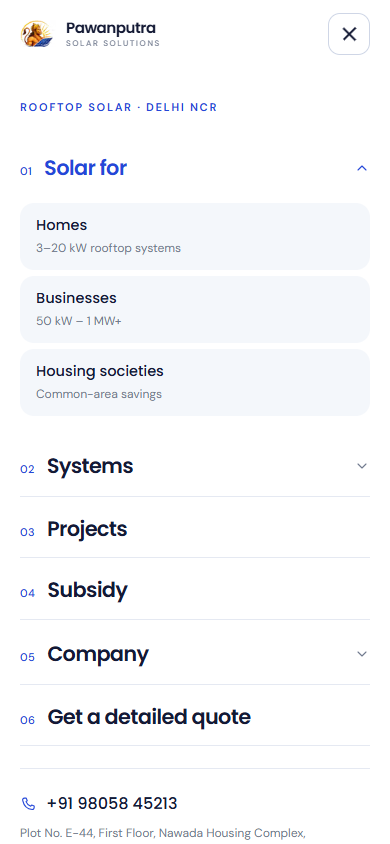 Pawanputra
SOLAR SOLUTIONS
ROOFTOP SOLAR · DELHI NCR
01 Solar for
Homes
3–20 kW rooftop systems
Businesses
50 kW – 1 MW+
Housing societies
Common-area savings
02 Systems
03 Projects
04 Subsidy
05 Company
06 Get a detailed quote
+91 98058 45213
Plot No. E-44, First Floor, Nawada Housing Complex,